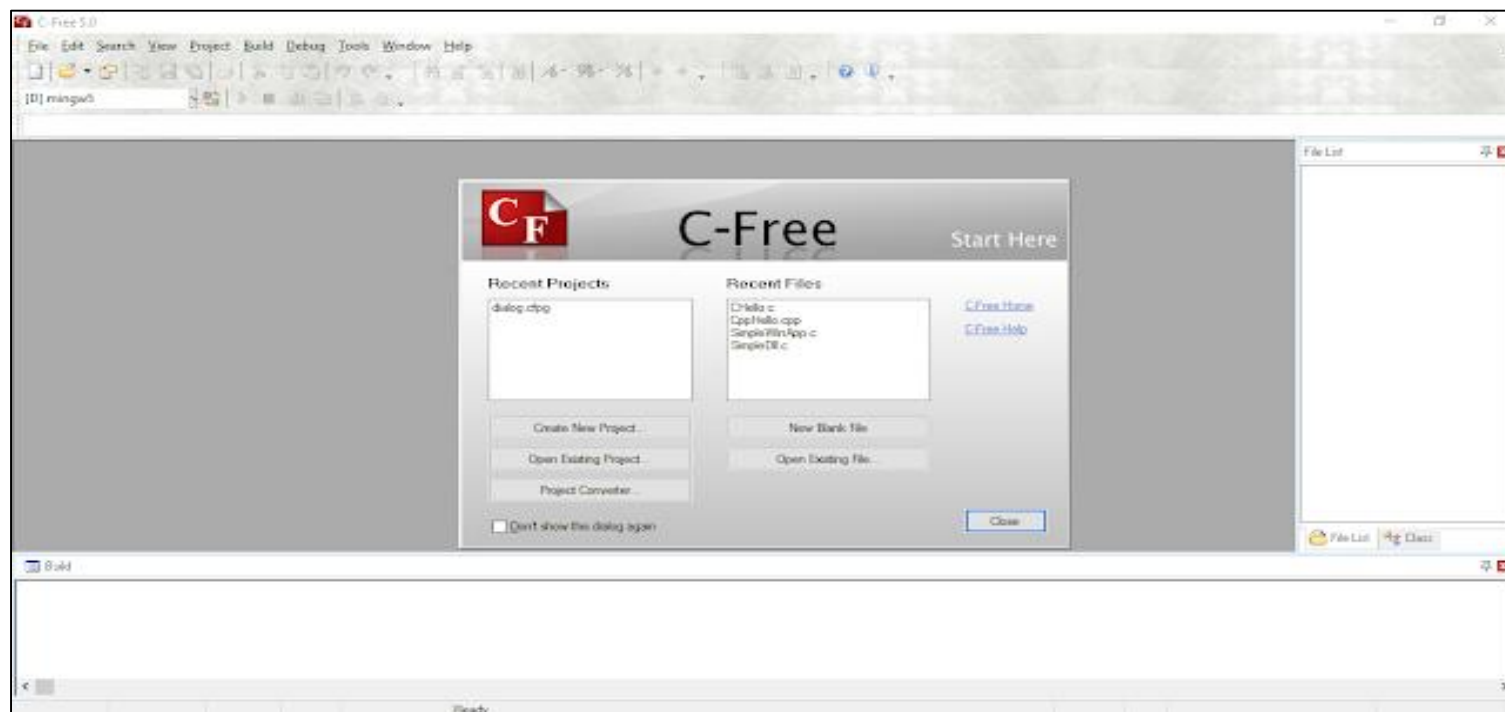 C-Free 5.0
File Edit Search View Project Build Debug Tools Window Help
[D] mingw5
File List
CF
C-Free
Start Here
Recent Projects
Recent Files
dialog.cfpg
CHello.c
CppHello.cpp
SimpleWinApp.c
SimpleDll.c
C-Free Home
C-Free Help
Create New Project...
New Blank File
Open Existing Project...
Open Existing File...
Project Converter...
Don't show this dialog again
Close
File List
Class
Build
Ready